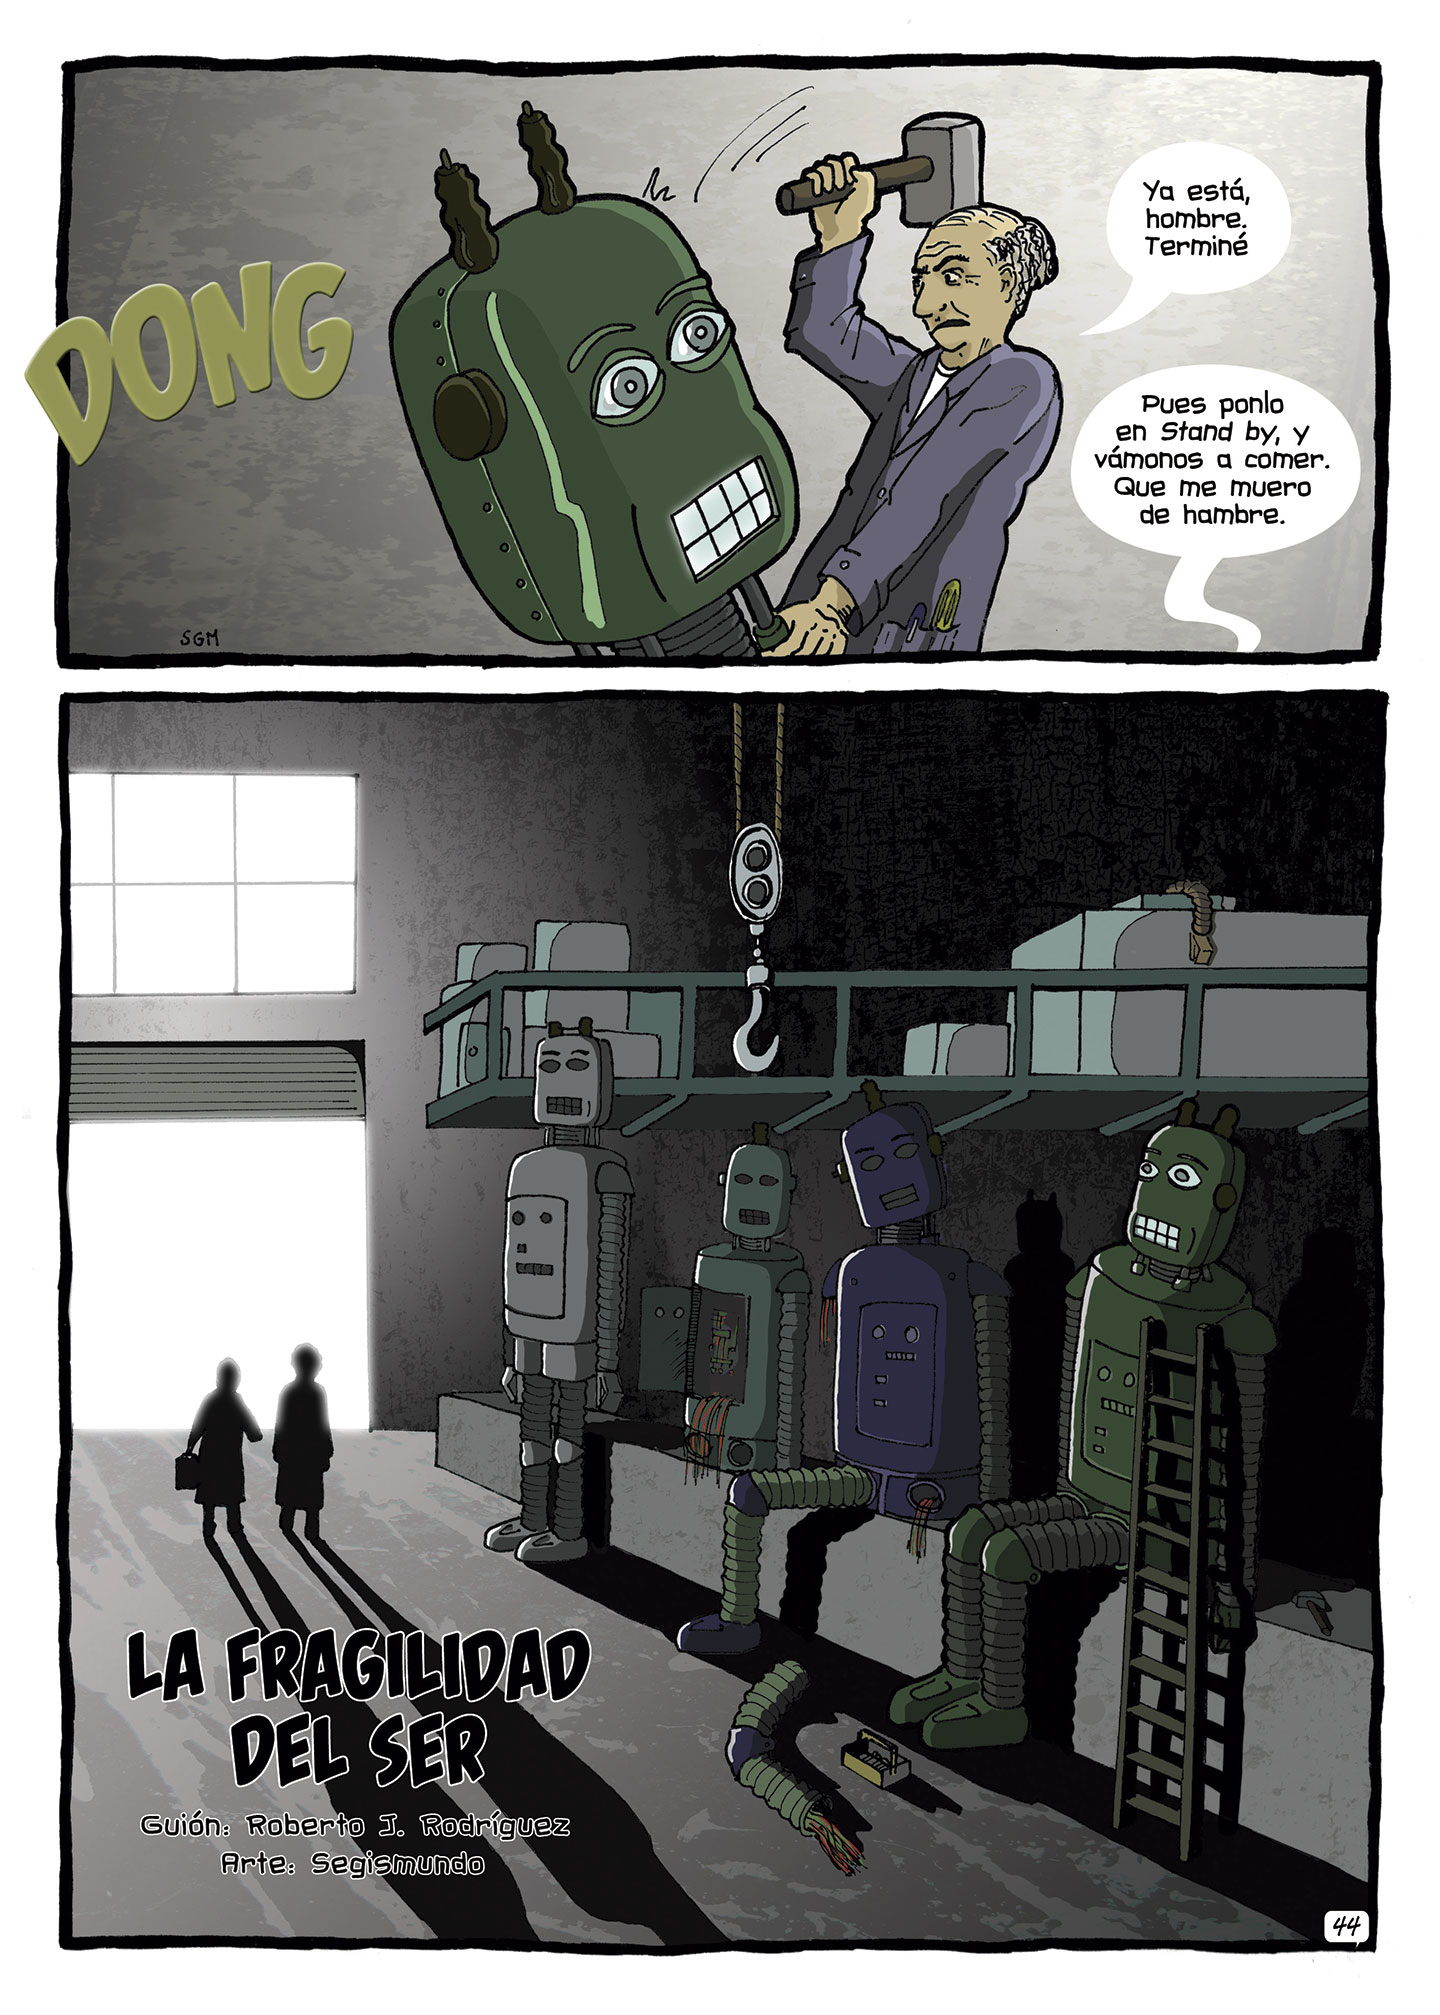 DONG
Ya está,
hombre.
Terminé
Pues ponlo
en Stand by, y
vámonos a comer.
Que me muero
de hambre.
SGM
LA FRAGILIDAD
DEL SER
Guión: Roberto J. Rodríguez
Arte: Segismundo
44